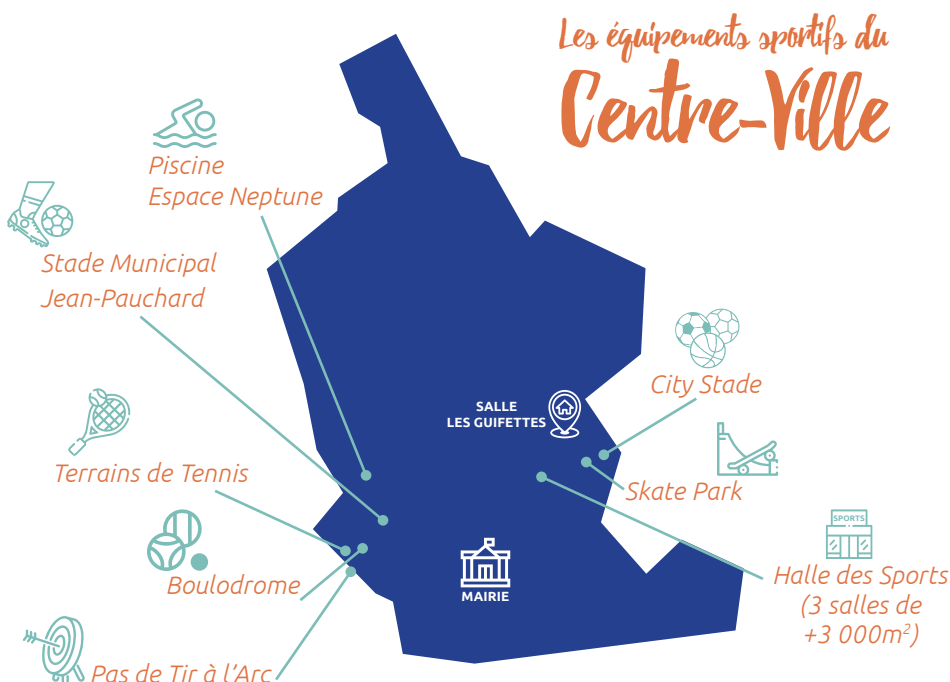 Les équipements sportifs du
Centre-Ville
Piscine
Espace Neptune
Stade Municipal
Jean-Pauchard
City Stade
SALLE
LES GUIFETTES
Terrains de Tennis
Skate Park
SPORTS
Boulodrome
MAIRIE
Halle des Sports
(3 salles de
+3 000m²)
Pas de Tir à l'Arc